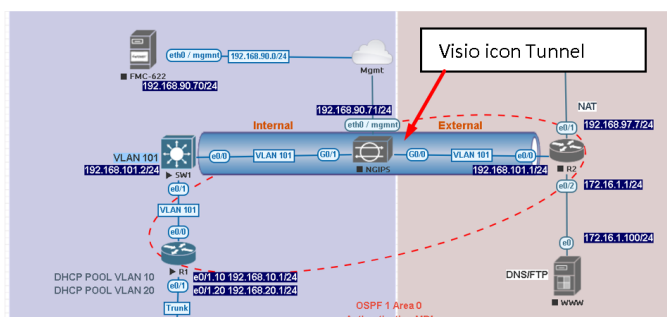 Visio icon Tunnel
eth0 / mgmnt
192.168.90.0/24
Mgmt
FMC-622
192.168.90.70/24
192.168.90.71/24
eth0 / mgmnt
NAT
Internal
External
e0/1
192.168.97.7/24
VLAN 101
192.168.101.2/24
e0/0
VLAN 101
G0/1
G0/0
VLAN 101
e0/0
192.168.101.1/24
SW1
NGIPS
R2
e0/1
e0/2
172.16.1.1/24
VLAN 101
e0/0
172.16.1.100/24
e0
R1
DNS/FTP
DHCP POOL VLAN 10
e0/1.10 192.168.10.1/24
DHCP POOL VLAN 20
e0/1
e0/1.20 192.168.20.1/24
WWW
Trunk
OSPF 1 Area 0